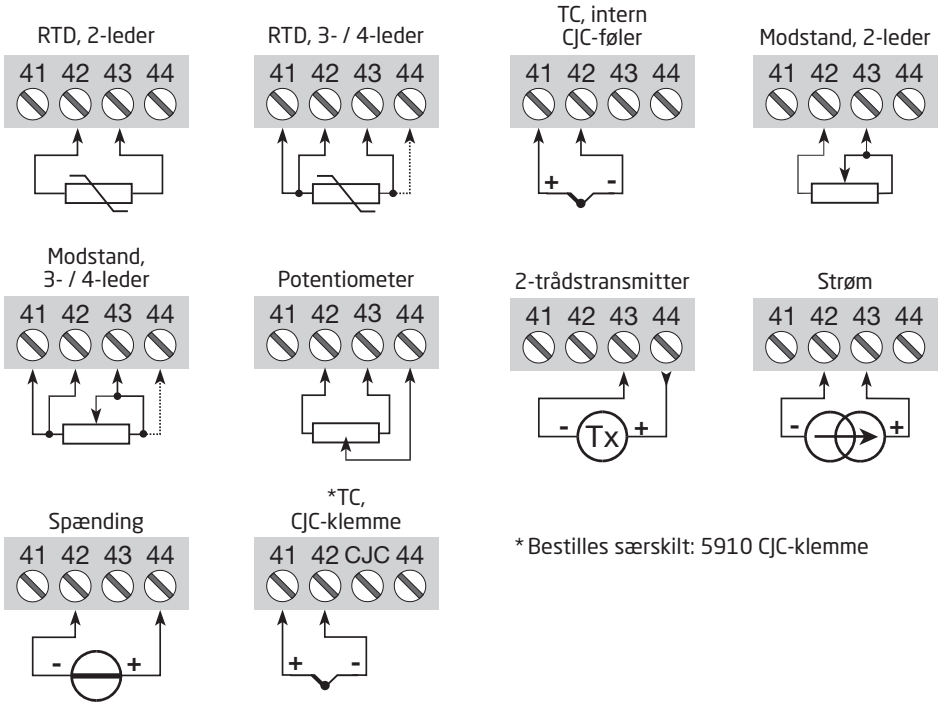 RTD, 2-leder
41 42 43 44
RTD, 3- / 4-leder
41 42 43 44
TC, intern
CJC-føler
41 42 43 44
+ -
Modstand, 2-leder
41 42 43 44
Modstand,
3- / 4-leder
41 42 43 44
Potentiometer
41 42 43 44
2-trådstransmitter
41 42 43 44
- Tx +
Strøm
41 42 43 44
- +
Spænding
41 42 43 44
- +
*TC,
CJC-klemme
41 42 CJC 44
+ -
* Bestilles særskilt: 5910 CJC-klemme